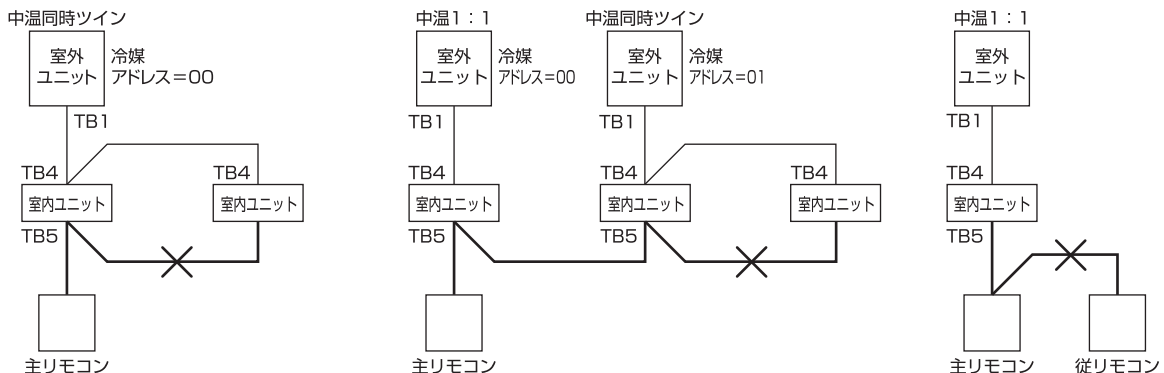 中温同時ツイン
室外
ユニット
冷媒
アドレス=00
TB1
TB4
TB4
室内ユニット
室内ユニット
TB5
主リモコン
中温1：1
中温同時ツイン
室外
ユニット
冷媒
アドレス=00
室外
ユニット
冷媒
アドレス=01
TB1
TB1
TB4
TB4
TB4
室内ユニット
室内ユニット
室内ユニット
TB5
TB5
主リモコン
中温1：1
室外
ユニット
TB1
TB4
室内ユニット
TB5
主リモコン
従リモコン